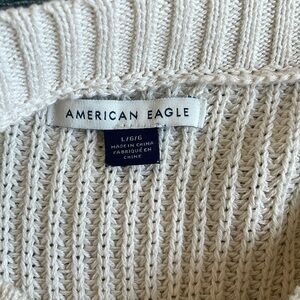 AMERICAN EAGLE
L/G/G
MADE IN CHINA
FABRIQUÉ EN
CHINE